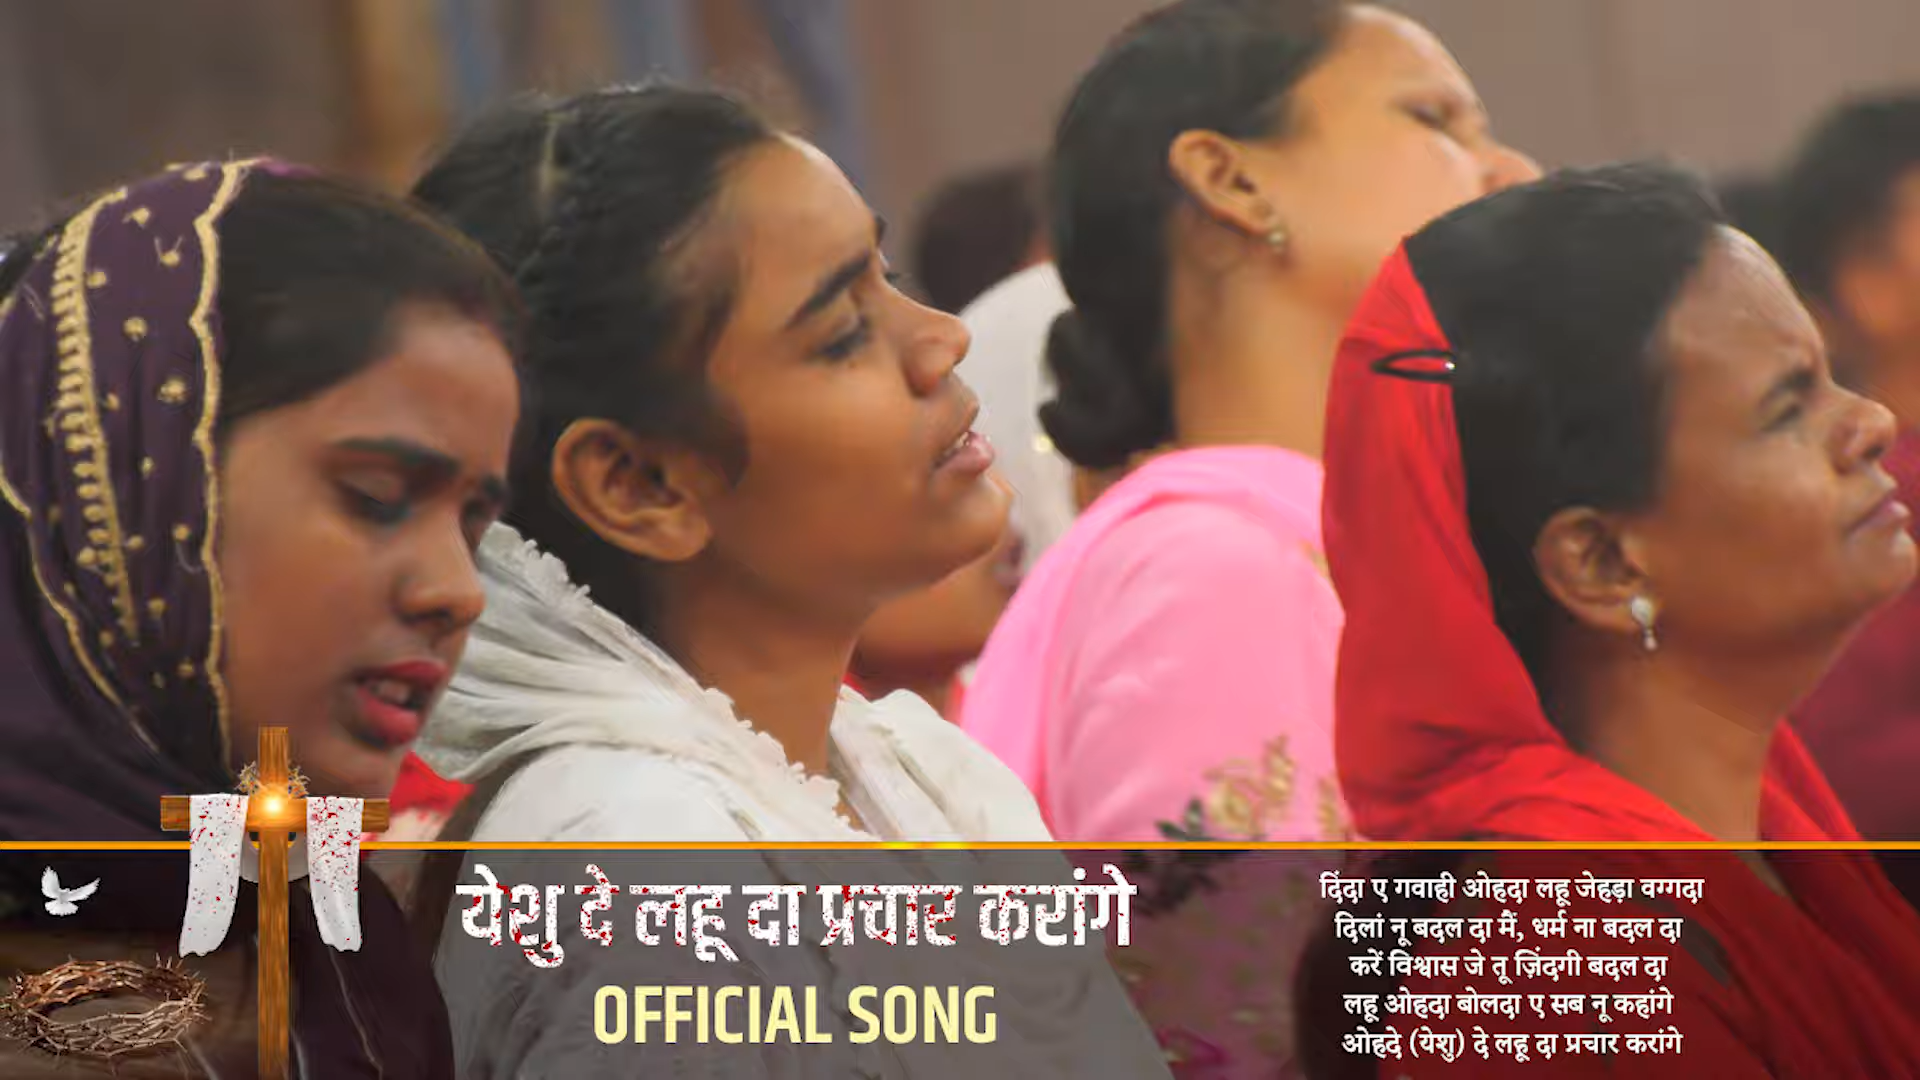 येशु दे लहू दा प्रचार करांगे
OFFICIAL SONG
दिंदा ए गवाही ओहदा लहू जेहड़ा वग्गदा
दिलां नू बदल दा मैं, धर्म ना बदल दा
करें विश्वास जे तू ज़िंदगी बदल दा
लहू ओहदा बोलदा ए सब नू कहांगे
ओहदे (येशु) दे लहू दा प्रचार करांगे